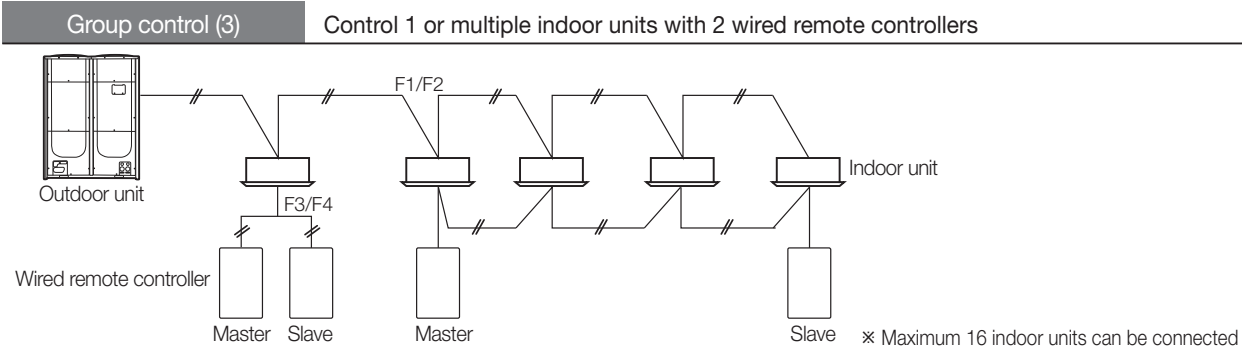 Group control (3)
Control 1 or multiple indoor units with 2 wired remote controllers
F1/F2
Indoor unit
Outdoor unit
F3/F4
Wired remote controller
Master
Slave
Master
Slave
※ Maximum 16 indoor units can be connected